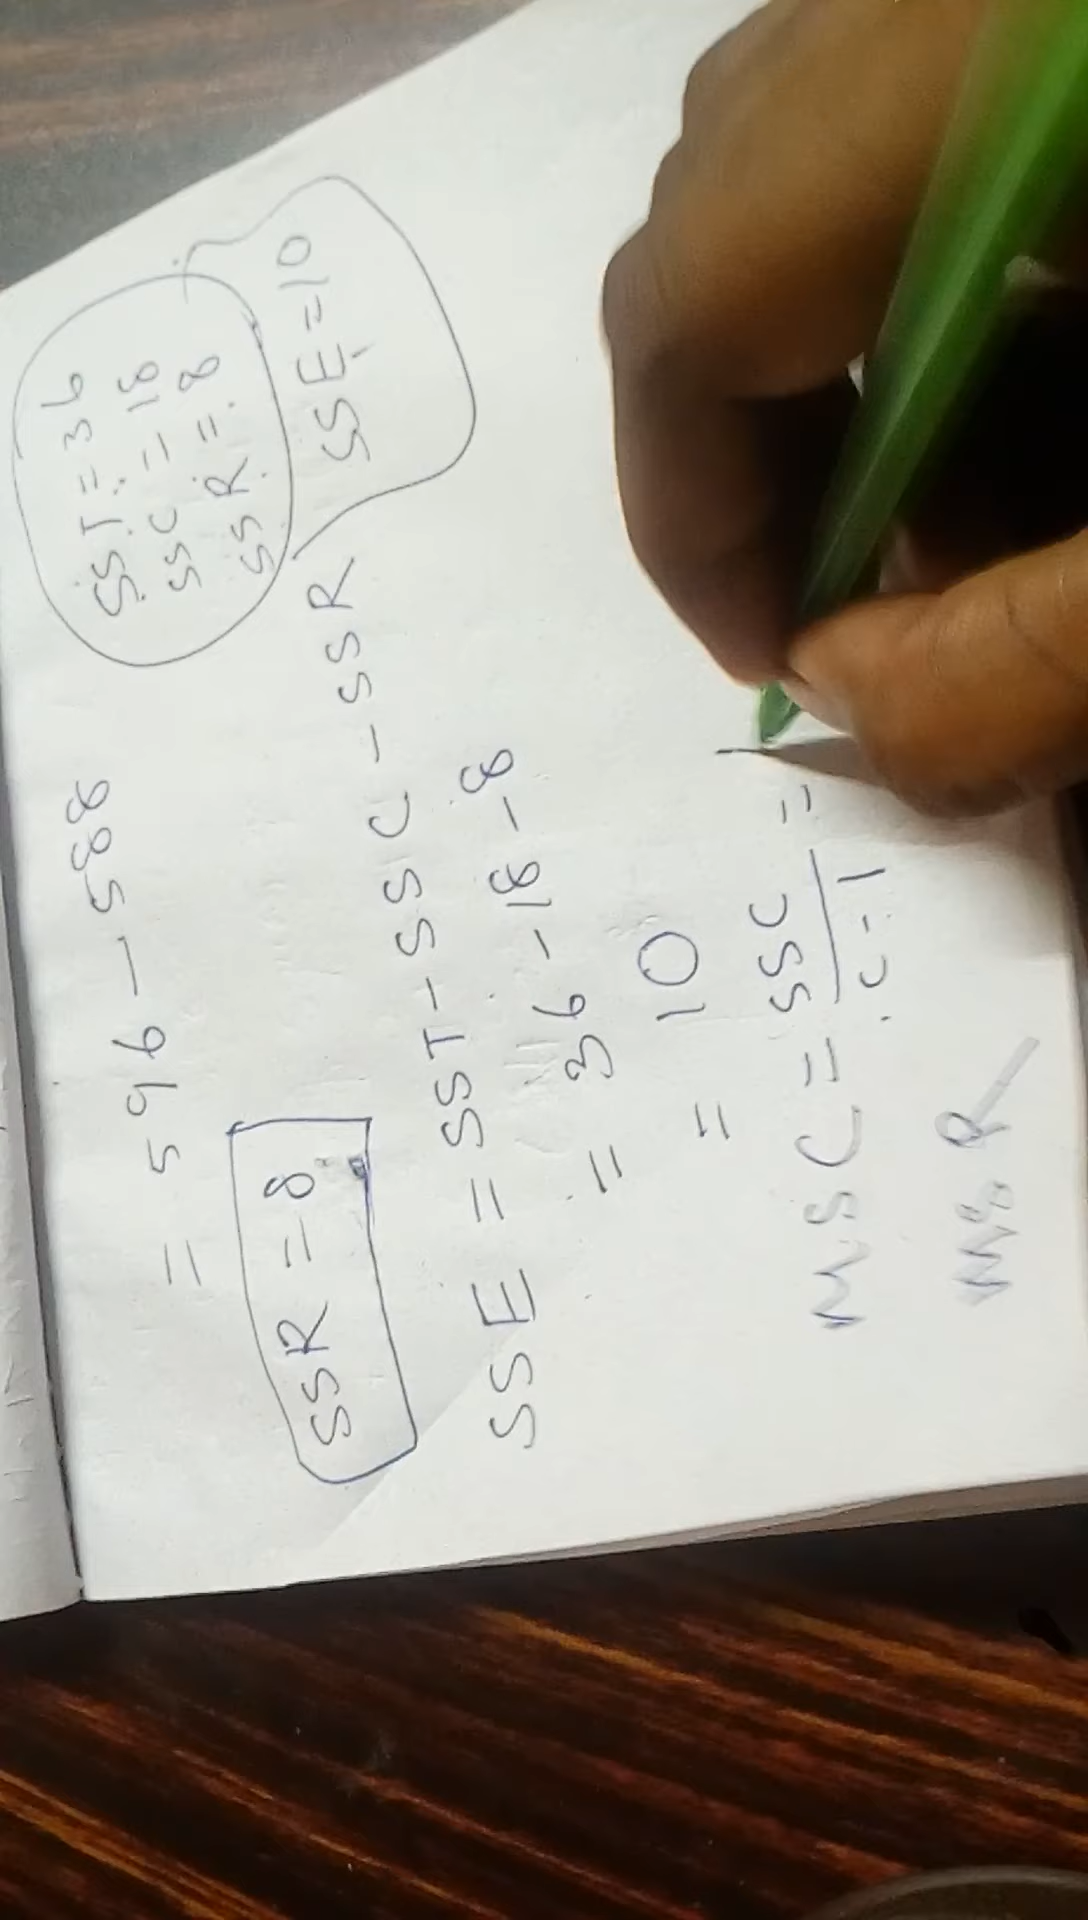 = 596 - 588
SST = 36
SSC = 18
SSR = 8
SSE = 10
SSR = 8
SSE = SST - SSC - SSR
= 36 - 18 - 8
= 10
MSC = SSC / C-1 =
MSR